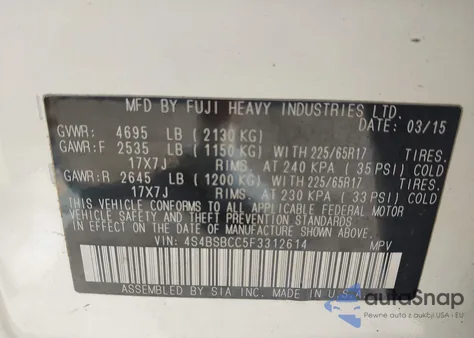 MFD BY FUJI HEAVY INDUSTRIES LTD.
DATE: 03/15
GVWR: 4695 LB (2130 KG)
GAWR:F 2535 LB (1150 KG) WITH 225/65R17 TIRES.
17X7J RIMS. AT 240 KPA (35 PSI) COLD
GAWR:R 2645 LB (1200 KG) WITH 225/65R17 TIRES.
17X7J RIMS. AT 230 KPA (33 PSI) COLD
THIS VEHICLE CONFORMS TO ALL APPLICABLE FEDERAL MOTOR
VEHICLE SAFETY AND BUMPER STANDARDS IN EFFECT
ON THE DATE OF MANUFACTURE SHOWN ABOVE.
VIN: 4S4BSBCC5F3312614 MPV
ASSEMBLED BY SIA INC. IN U.S.A.
autaSnap
Pewne auta z aukcji USA - EU